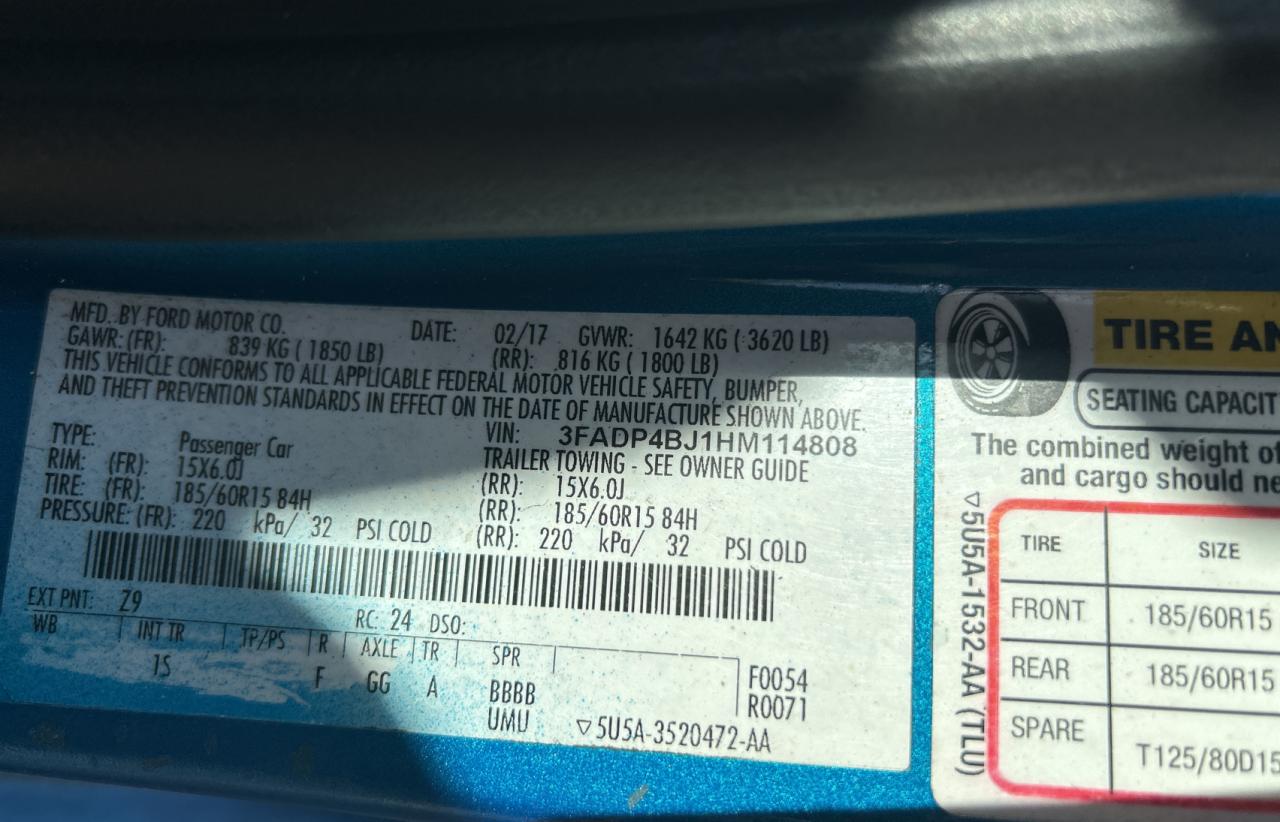 MFD. BY FORD MOTOR CO. DATE: 02/17 GVWR: 1642 KG ( 3620 LB)
GAWR: (FR): 839 KG ( 1850 LB) (RR): 816 KG ( 1800 LB)
THIS VEHICLE CONFORMS TO ALL APPLICABLE FEDERAL MOTOR VEHICLE SAFETY, BUMPER,
AND THEFT PREVENTION STANDARDS IN EFFECT ON THE DATE OF MANUFACTURE SHOWN ABOVE.
VIN: 3FADP4BJ1HM114808
TYPE: Passenger Car TRAILER TOWING - SEE OWNER GUIDE
RIM: (FR): 15X6.0J (RR): 15X6.0J
TIRE: (FR): 185/60R15 84H (RR): 185/60R15 84H
PRESSURE: (FR): 220 kPa/ 32 PSI COLD (RR): 220 kPa/ 32 PSI COLD
EXT PNT: Z9 RC: 24 DSO:
WB INT TR TP/PS R AXLE TR SPR
1S F GG A BBBB F0054
UMU R0071
▽5U5A-3520472-AA
TIRE AN
SEATING CAPACIT
The combined weight of
and cargo should ne
▽5U5A-1532-AA (TLU)
TIRE SIZE
FRONT 185/60R15
REAR 185/60R15
SPARE T125/80D15